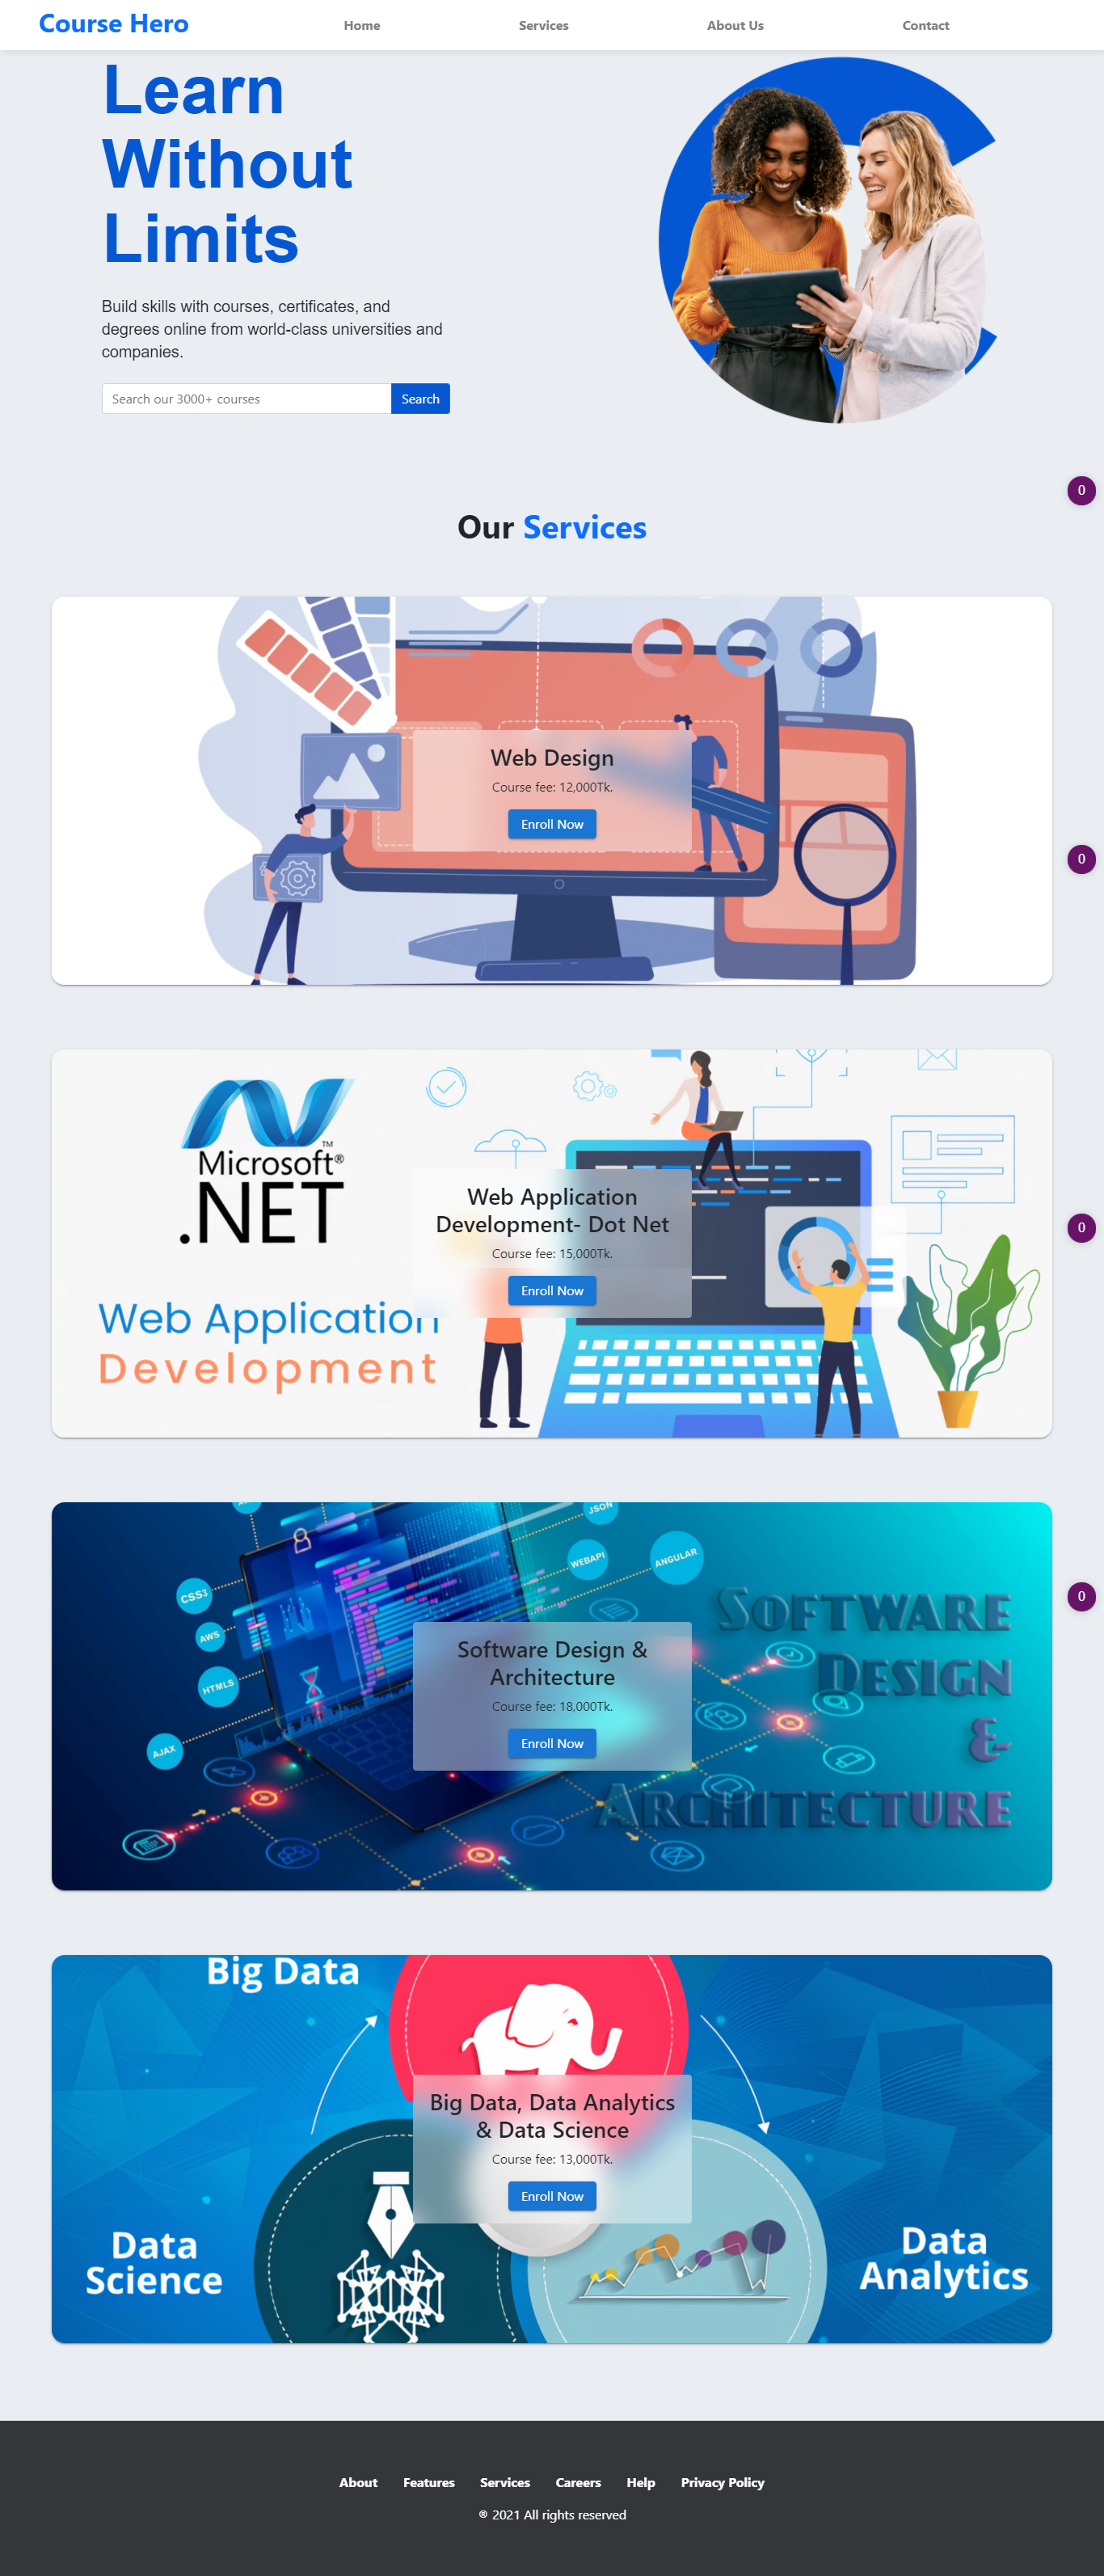 Course Hero
Home
Services
About Us
Contact
Learn
Without
Limits
Build skills with courses, certificates, and
degrees online from world-class universities and
companies.
Search our 3000+ courses
Search
0
Our Services
Web Design
Course fee: 12,000Tk.
Enroll Now
0
Microsoft®
™
.NET
Web Application
Development
Web Application
Development- Dot Net
Course fee: 15,000Tk.
Enroll Now
0
JSON
WEBAPI
ANGULAR
CSS3
AWS
HTML5
AJAX
SOFTWARE
DESIGN
&
ARCHITECTURE
Software Design &
Architecture
Course fee: 18,000Tk.
Enroll Now
0
Big Data
Big Data, Data Analytics
& Data Science
Course fee: 13,000Tk.
Enroll Now
Data
Science
Data
Analytics
About
Features
Services
Careers
Help
Privacy Policy
® 2021 All rights reserved